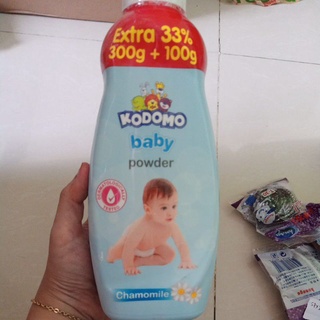 Extra 33%
300g + 100g
KODOMO
baby
powder
Chamomile